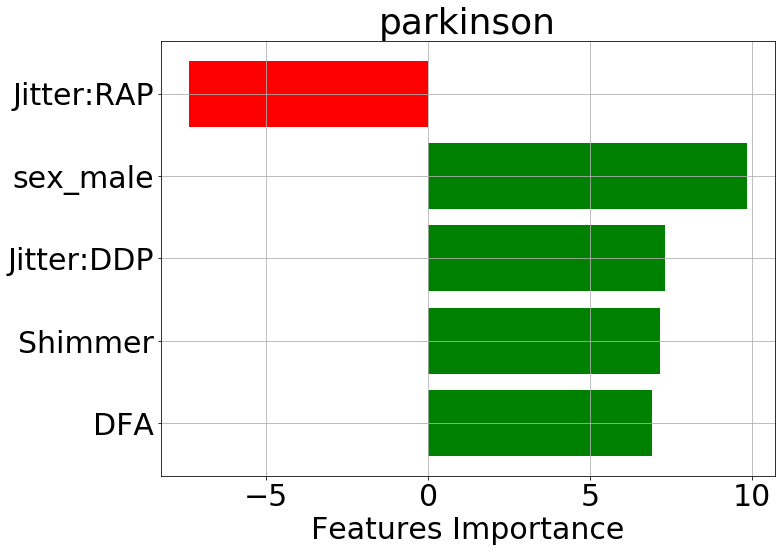 parkinson
Jitter:RAP
sex_male
Jitter:DDP
Shimmer
DFA
−5 0 5 10
Features Importance